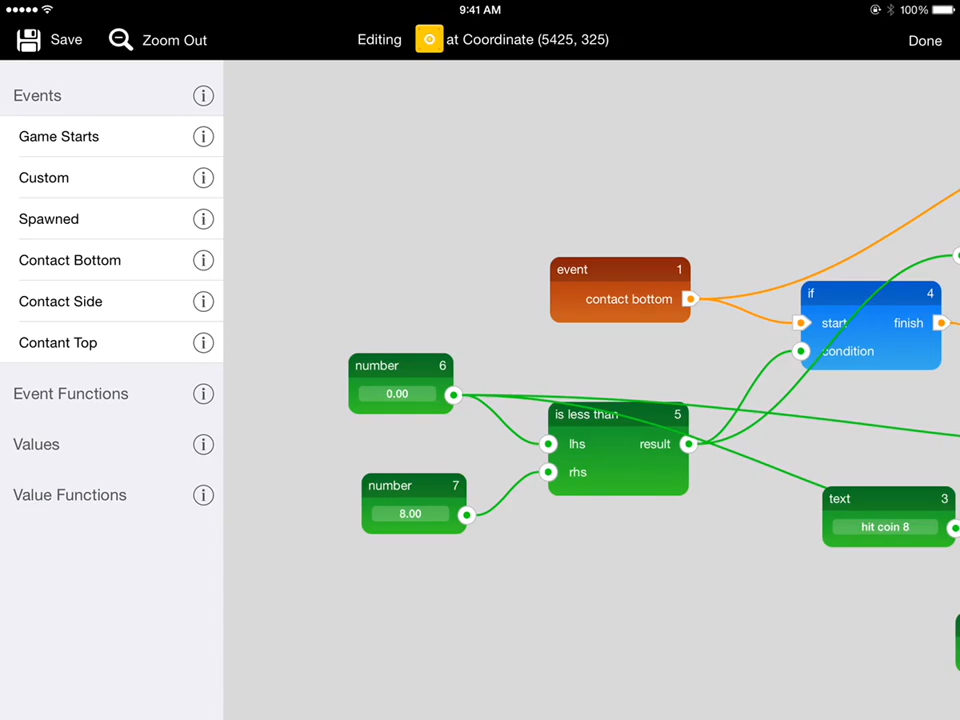 9:41 AM
100%
Save
Zoom Out
Editing at Coordinate (5425, 325)
Done
Events
Game Starts
Custom
Spawned
Contact Bottom
Contact Side
Contant Top
Event Functions
Values
Value Functions
event 1
contact bottom
if 4
start finish
condition
number 6
0.00
is less than 5
lhs result
rhs
number 7
8.00
text 3
hit coin 8